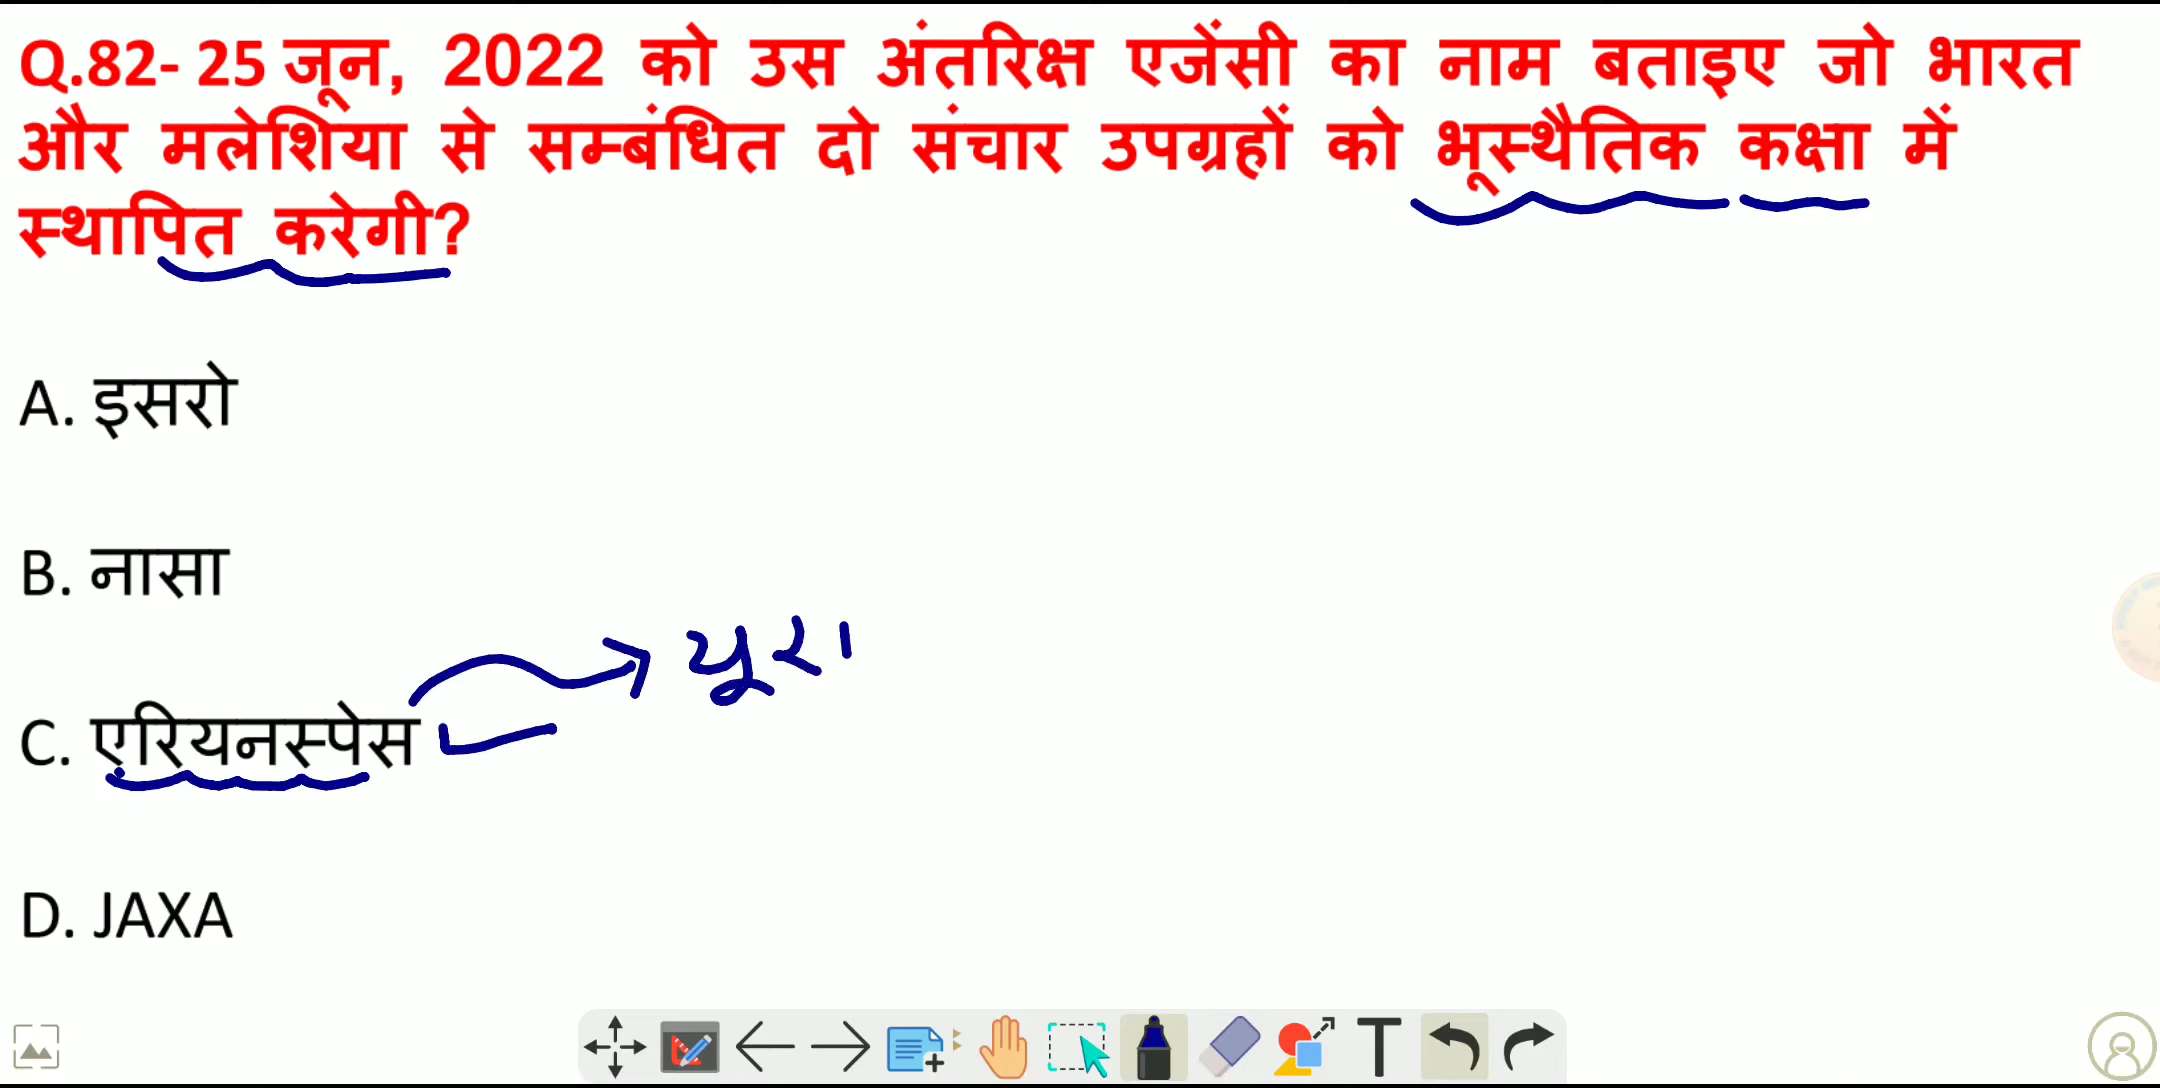 Q.82- 25 जून, 2022 को उस अंतरिक्ष एजेंसी का नाम बताइए जो भारत
और मलेशिया से सम्बंधित दो संचार उपग्रहों को भूस्थैतिक कक्षा में
स्थापित करेगी?
A. इसरो
B. नासा
यूरा
C. एरियनस्पेस
D. JAXA